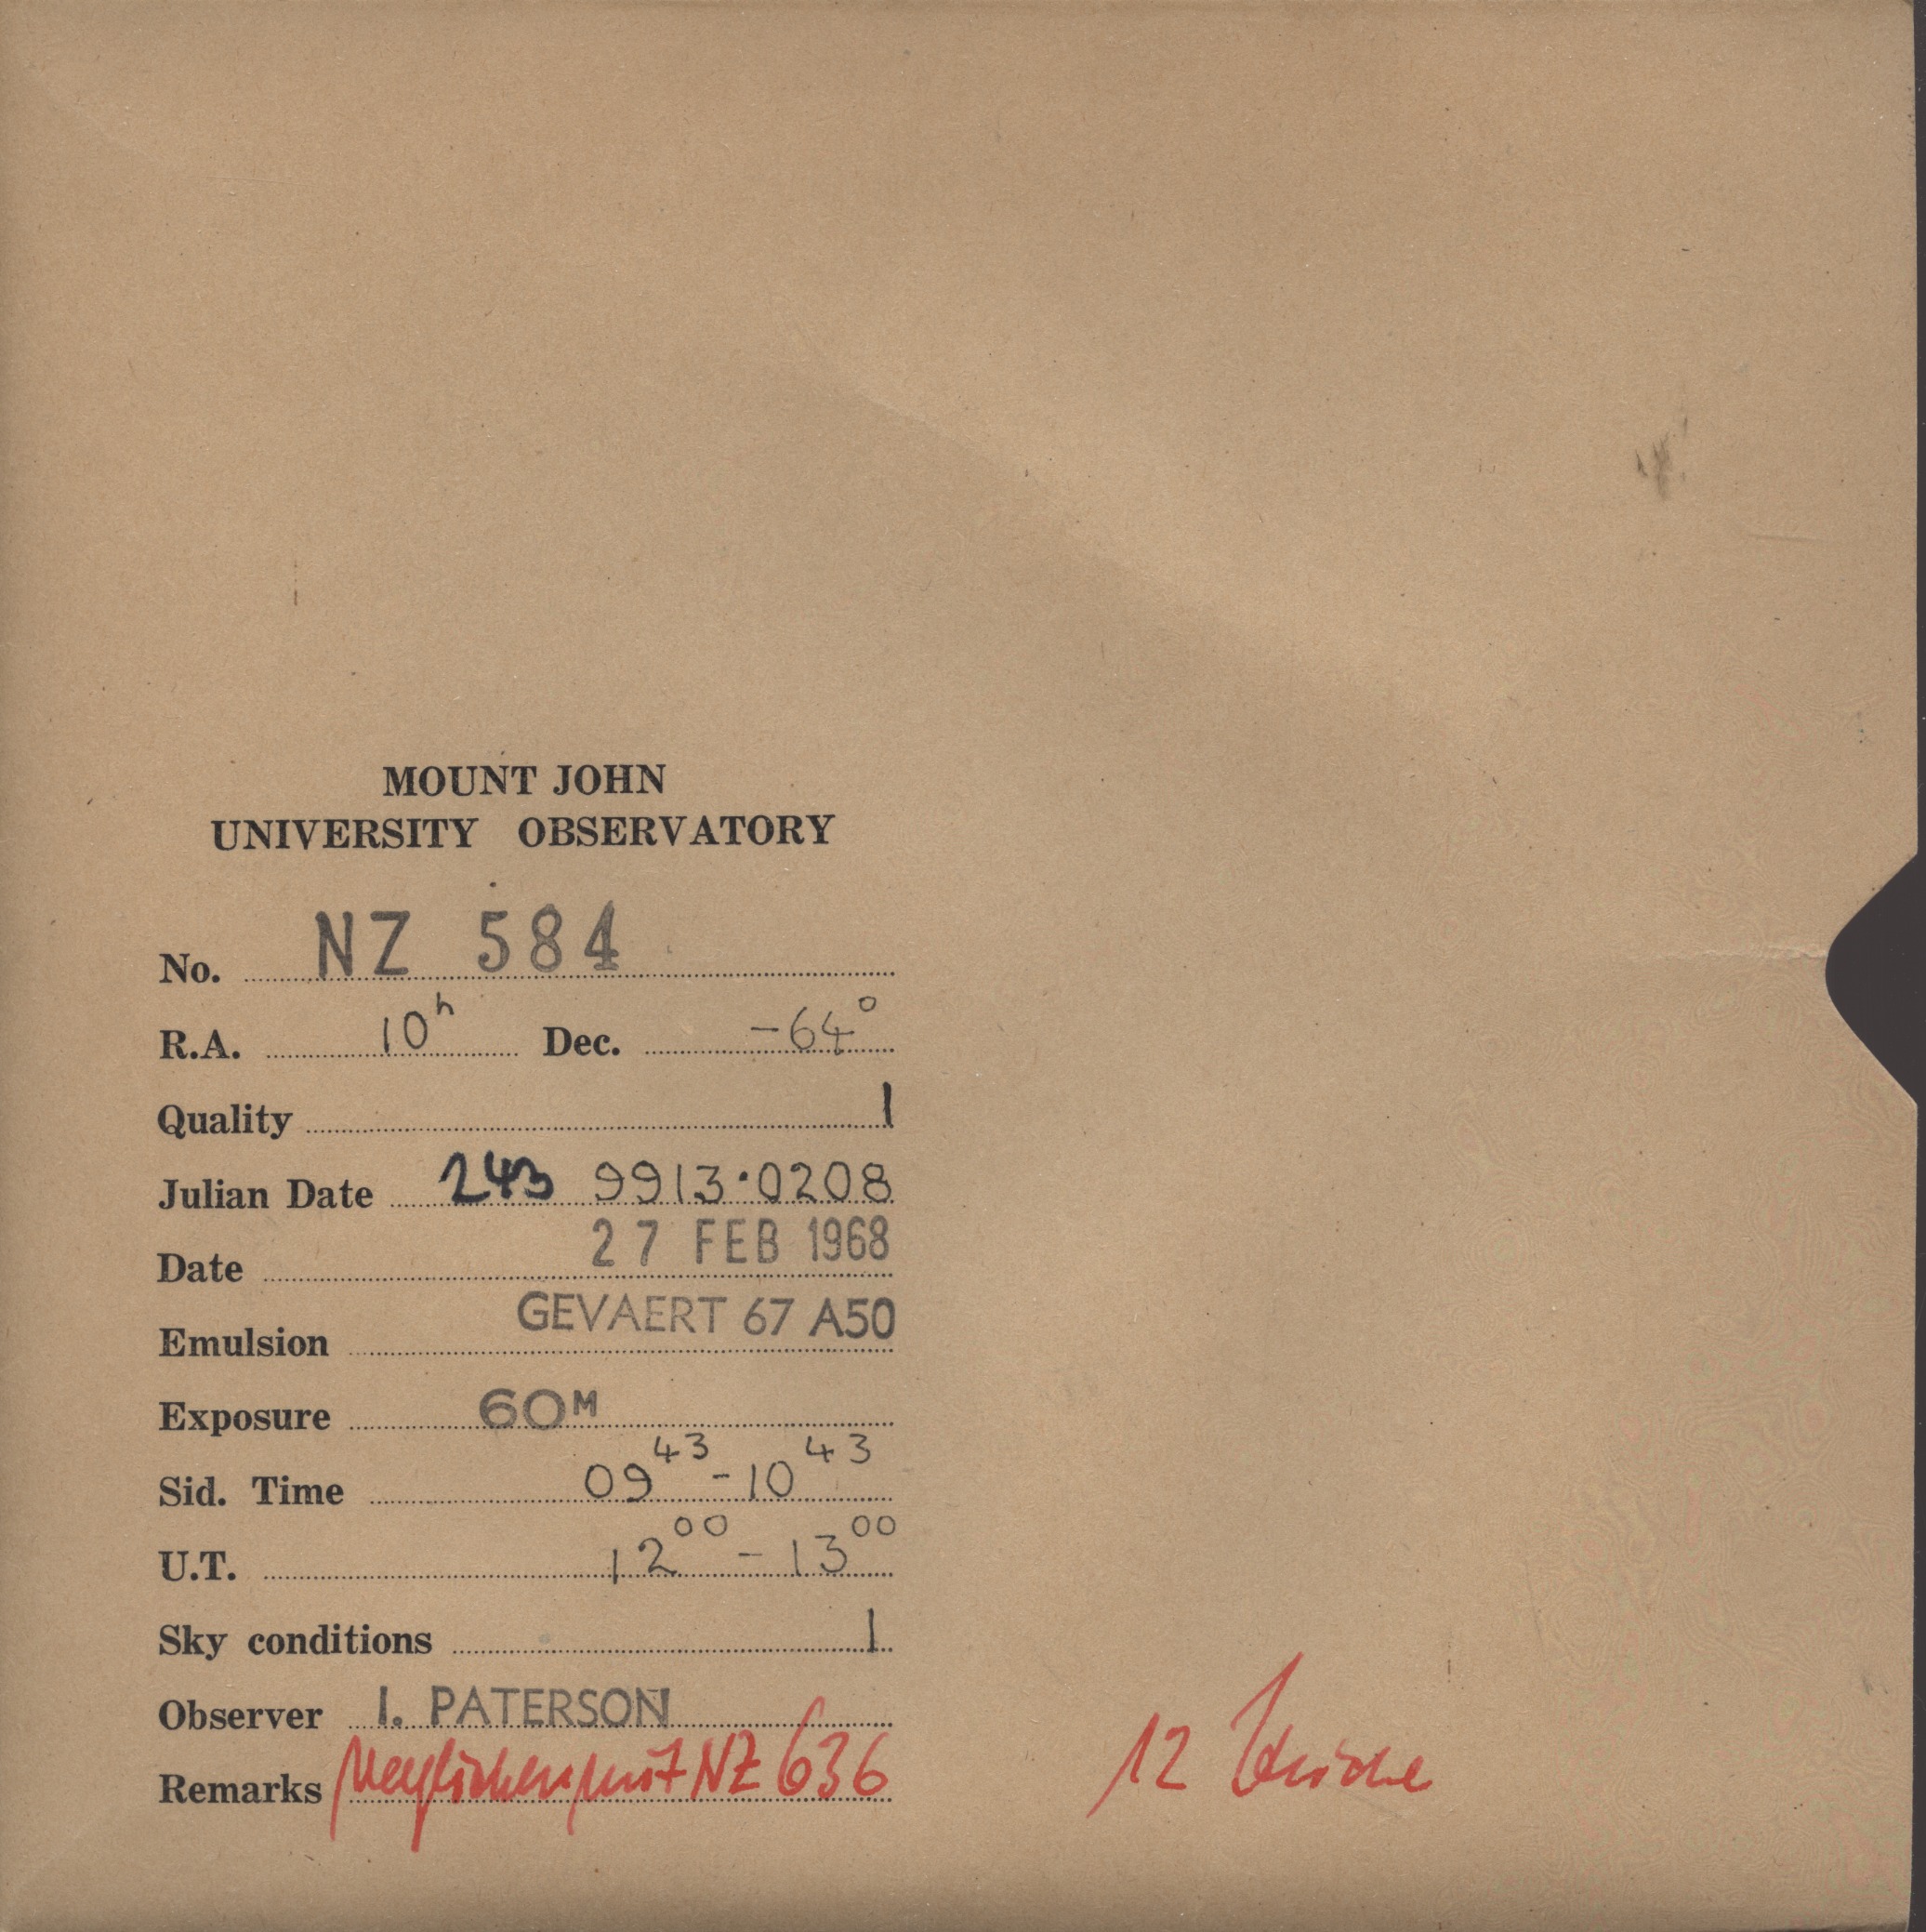 MOUNT JOHN
UNIVERSITY OBSERVATORY
No. NZ 584
R.A. 10h Dec. -64°
Quality 1
Julian Date 243 9913·0208
Date 27 FEB 1968
Emulsion GEVAERT 67 A50
Exposure 60M
Sid. Time 09 43 - 10 43
U.T. 12 00 - 13 00
Sky conditions 1
Observer I. PATERSON
Remarks verglichen mit NZ 636
12